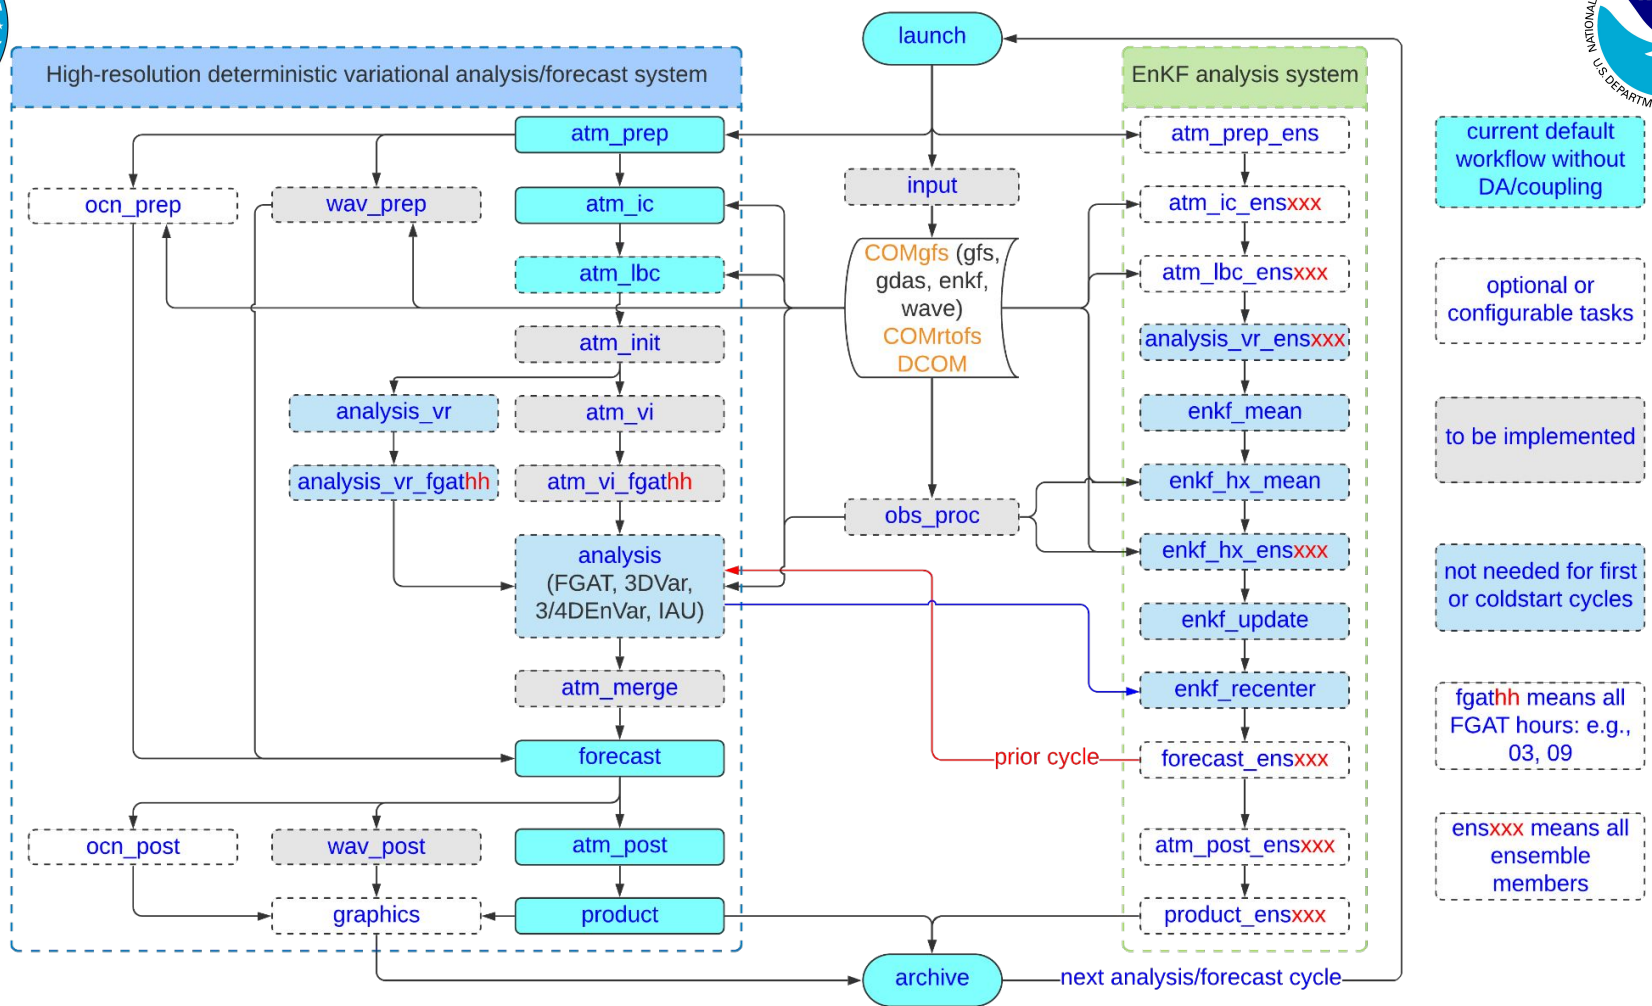 launch
NATIONAL
U.S. DEPARTM
High-resolution deterministic variational analysis/forecast system
EnKF analysis system
atm_prep
atm_prep_ens
current default
workflow without
DA/coupling
input
ocn_prep
wav_prep
atm_ic
atm_ic_ensxxx
COMgfs (gfs,
gdas, enkf,
wave)
COMrtofs
DCOM
atm_lbc
atm_lbc_ensxxx
optional or
configurable tasks
atm_init
analysis_vr_ensxxx
analysis_vr
atm_vi
enkf_mean
to be implemented
analysis_vr_fgathh
atm_vi_fgathh
enkf_hx_mean
obs_proc
analysis
(FGAT, 3DVar,
3/4DEnVar, IAU)
enkf_hx_ensxxx
not needed for first
or coldstart cycles
enkf_update
atm_merge
enkf_recenter
fgathh means all
FGAT hours: e.g.,
03, 09
forecast
prior cycle
forecast_ensxxx
ocn_post
wav_post
atm_post
atm_post_ensxxx
ensxxx means all
ensemble
members
graphics
product
product_ensxxx
archive
next analysis/forecast cycle